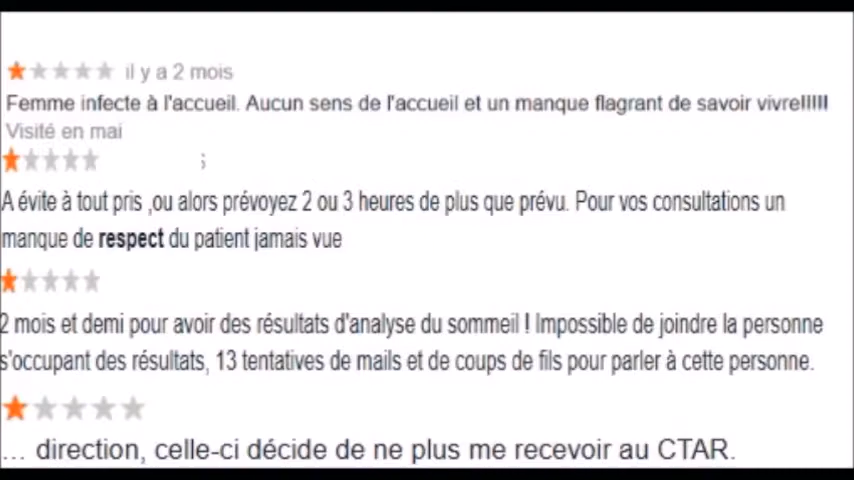 il y a 2 mois
Femme infecte à l'accueil. Aucun sens de l'accueil et un manque flagrant de savoir vivre!!!!!
Visité en mai
A évite à tout pris ,ou alors prévoyez 2 ou 3 heures de plus que prévu. Pour vos consultations un
manque de respect du patient jamais vue
2 mois et demi pour avoir des résultats d'analyse du sommeil ! Impossible de joindre la personne
s'occupant des résultats, 13 tentatives de mails et de coups de fils pour parler à cette personne.
... direction, celle-ci décide de ne plus me recevoir au CTAR.